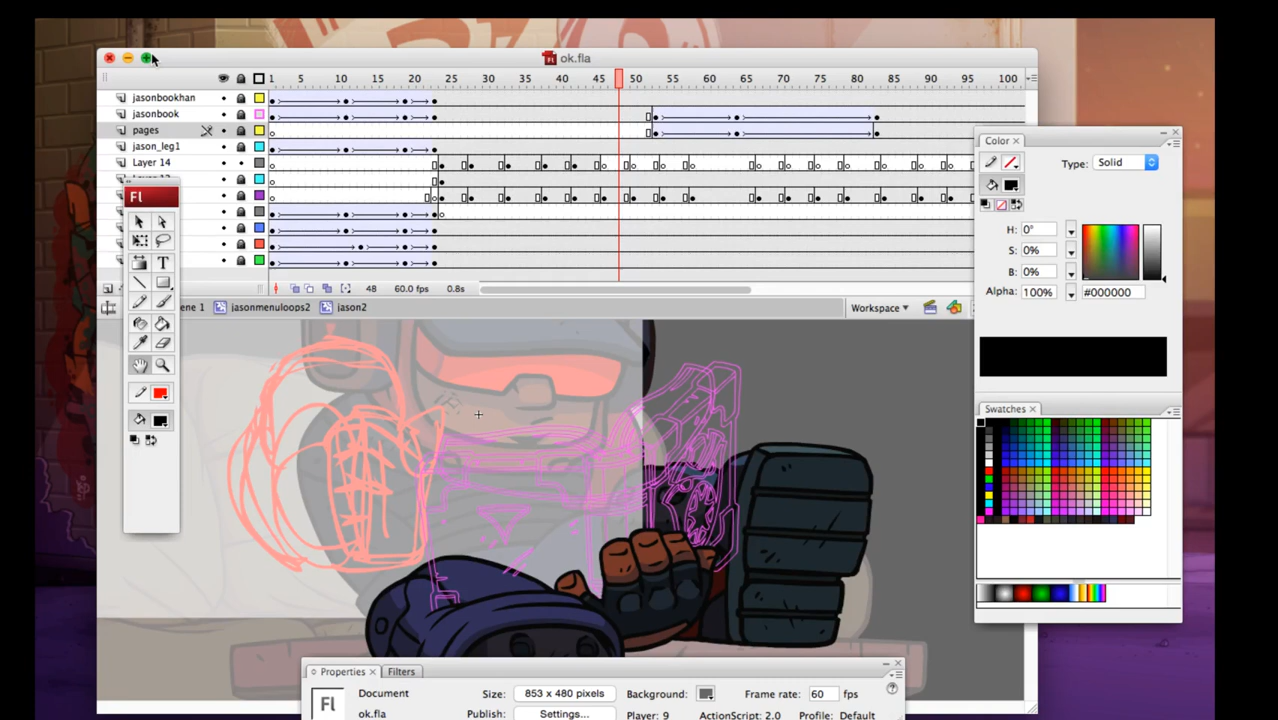 ok.fla
1 5 10 15 20 25 30 35 40 45 50 55 60 65 70 75 80 85 90 95 100
jasonbookhan
jasonbook
pages
jason_leg1
Layer 14
Fl
48 60.0 fps 0.8s
ene 1 jasonmenuloops2 jason2 Workspace
Color
Type: Solid
H: 0°
S: 0%
B: 0%
Alpha: 100% #000000
Swatches
Properties Filters
Fl Document Size: 853 x 480 pixels Background: Frame rate: 60 fps
ok.fla Publish: Settings... Player: 9 ActionScript: 2.0 Profile: Default